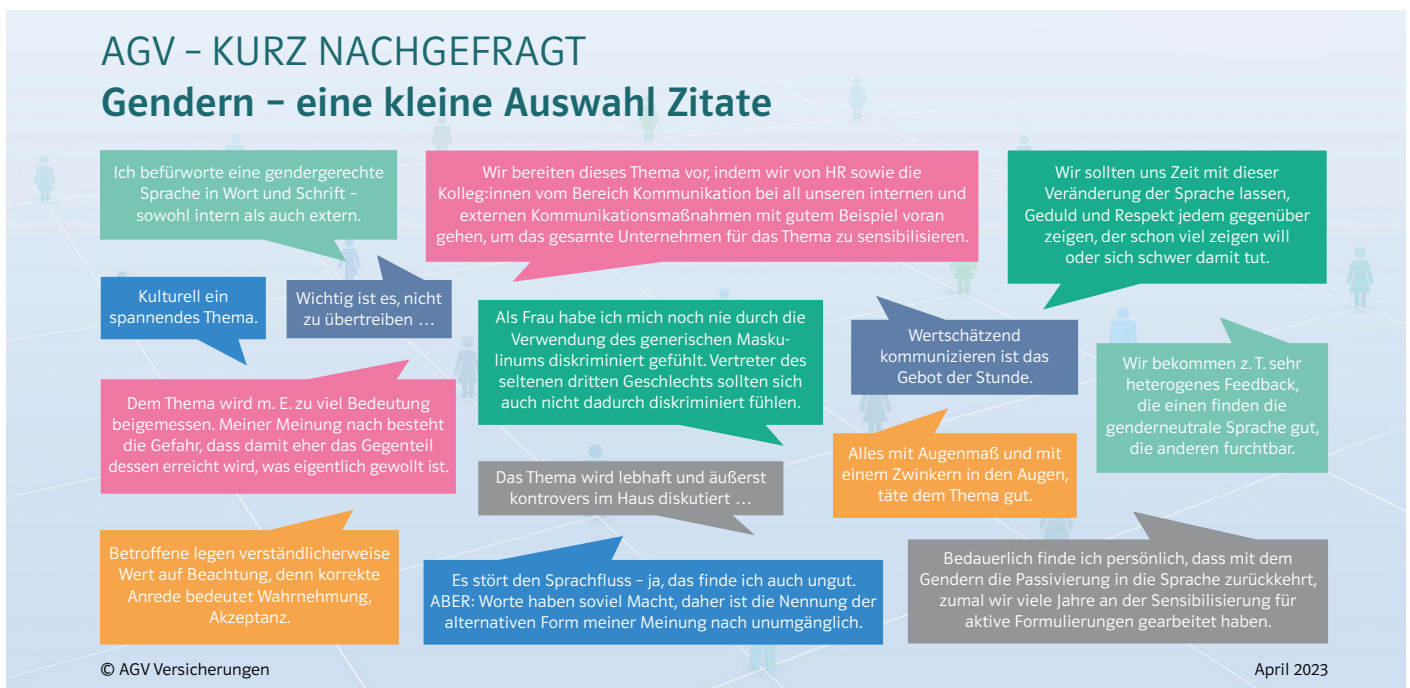 AGV – KURZ NACHGEFRAGT
Gendern – eine kleine Auswahl Zitate
Ich befürworte eine gendergerechte
Sprache in Wort und Schrift –
sowohl intern als auch extern.
Wir bereiten dieses Thema vor, indem wir von HR sowie die
Kolleg:innen vom Bereich Kommunikation bei all unseren internen und
externen Kommunikationsmaßnahmen mit gutem Beispiel voran
gehen, um das gesamte Unternehmen für das Thema zu sensibilisieren.
Wir sollten uns Zeit mit dieser
Veränderung der Sprache lassen,
Geduld und Respekt jedem gegenüber
zeigen, der schon viel zeigen will
oder sich schwer damit tut.
Kulturell ein
spannendes Thema.
Wichtig ist es, nicht
zu übertreiben …
Als Frau habe ich mich noch nie durch die
Verwendung des generischen Masku-
linums diskriminiert gefühlt. Vertreter des
seltenen dritten Geschlechts sollten sich
auch nicht dadurch diskriminiert fühlen.
Wertschätzend
kommunizieren ist das
Gebot der Stunde.
Wir bekommen z. T. sehr
heterogenes Feedback,
die einen finden die
genderneutrale Sprache gut,
die anderen furchtbar.
Dem Thema wird m. E. zu viel Bedeutung
beigemessen. Meiner Meinung nach besteht
die Gefahr, dass damit eher das Gegenteil
dessen erreicht wird, was eigentlich gewollt ist.
Das Thema wird lebhaft und äußerst
kontrovers im Haus diskutiert …
Alles mit Augenmaß und mit
einem Zwinkern in den Augen,
täte dem Thema gut.
Betroffene legen verständlicherweise
Wert auf Beachtung, denn korrekte
Anrede bedeutet Wahrnehmung,
Akzeptanz.
Es stört den Sprachfluss – ja, das finde ich auch ungut.
ABER: Worte haben soviel Macht, daher ist die Nennung der
alternativen Form meiner Meinung nach unumgänglich.
Bedauerlich finde ich persönlich, dass mit dem
Gendern die Passivierung in die Sprache zurückkehrt,
zumal wir viele Jahre an der Sensibilisierung für
aktive Formulierungen gearbeitet haben.
© AGV Versicherungen
April 2023